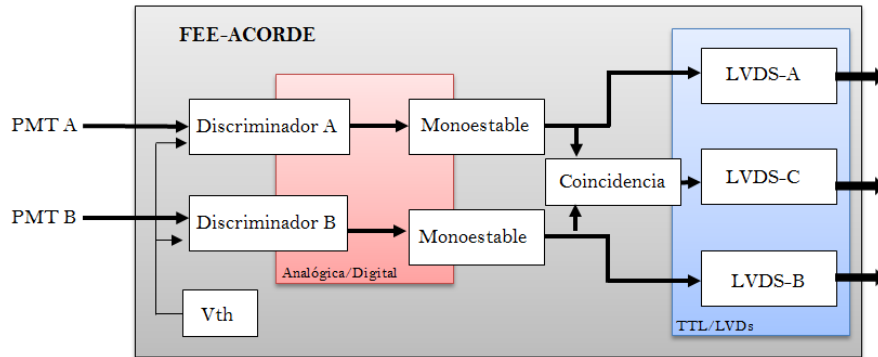 FEE-ACORDE
LVDS-A
PMT A
Discriminador A
Monoestable
Coincidencia
LVDS-C
PMT B
Discriminador B
Monoestable
Analógica/Digital
LVDS-B
Vth
TTL/LVDs